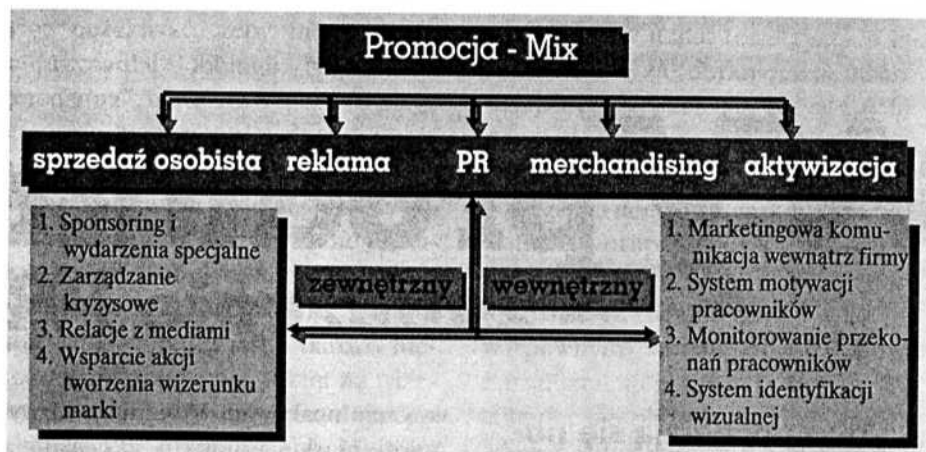 Promocja - Mix
sprzedaż osobista reklama PR merchandising aktywizacja
1. Sponsoring i
wydarzenia specjalne
2. Zarządzanie
kryzysowe
3. Relacje z mediami
4. Wsparcie akcji
tworzenia wizerunku
marki
zewnętrzny wewnętrzny
1. Marketingowa komu-
nikacja wewnątrz firmy
2. System motywacji
pracowników
3. Monitorowanie przeko-
nań pracowników
4. System identyfikacji
wizualnej